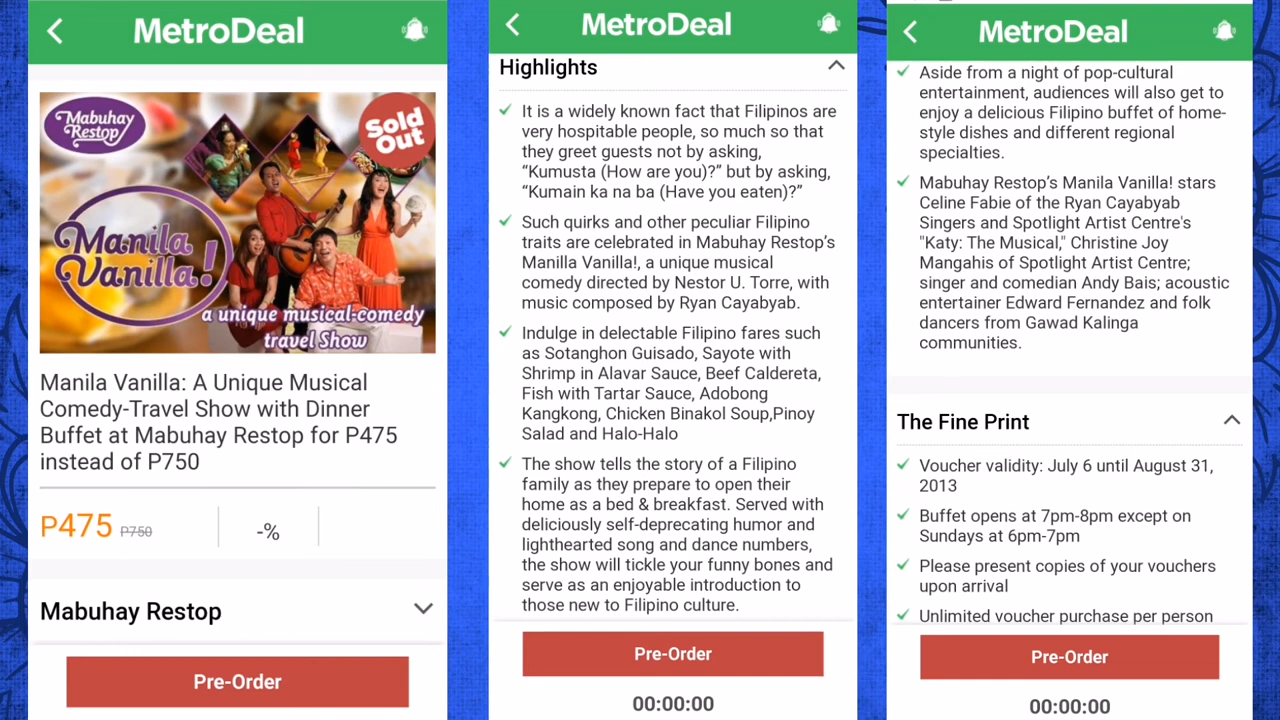 MetroDeal
Mabuhay
Restop
Sold
Out
Manila
Vanilla!
a unique musical-comedy
travel Show
Manila Vanilla: A Unique Musical
Comedy-Travel Show with Dinner
Buffet at Mabuhay Restop for P475
instead of P750
P475 P750
-%
Mabuhay Restop
Pre-Order
MetroDeal
Highlights
It is a widely known fact that Filipinos are
very hospitable people, so much so that
they greet guests not by asking,
“Kumusta (How are you)?” but by asking,
“Kumain ka na ba (Have you eaten)?”
Such quirks and other peculiar Filipino
traits are celebrated in Mabuhay Restop’s
Manilla Vanilla!, a unique musical
comedy directed by Nestor U. Torre, with
music composed by Ryan Cayabyab.
Indulge in delectable Filipino fares such
as Sotanghon Guisado, Sayote with
Shrimp in Alavar Sauce, Beef Caldereta,
Fish with Tartar Sauce, Adobong
Kangkong, Chicken Binakol Soup,Pinoy
Salad and Halo-Halo
The show tells the story of a Filipino
family as they prepare to open their
home as a bed & breakfast. Served with
deliciously self-deprecating humor and
lighthearted song and dance numbers,
the show will tickle your funny bones and
serve as an enjoyable introduction to
those new to Filipino culture.
Pre-Order
00:00:00
MetroDeal
Aside from a night of pop-cultural
entertainment, audiences will also get to
enjoy a delicious Filipino buffet of home-
style dishes and different regional
specialties.
Mabuhay Restop’s Manila Vanilla! stars
Celine Fabie of the Ryan Cayabyab
Singers and Spotlight Artist Centre's
"Katy: The Musical," Christine Joy
Mangahis of Spotlight Artist Centre;
singer and comedian Andy Bais; acoustic
entertainer Edward Fernandez and folk
dancers from Gawad Kalinga
communities.
The Fine Print
Voucher validity: July 6 until August 31,
2013
Buffet opens at 7pm-8pm except on
Sundays at 6pm-7pm
Please present copies of your vouchers
upon arrival
Unlimited voucher purchase per person
Pre-Order
00:00:00